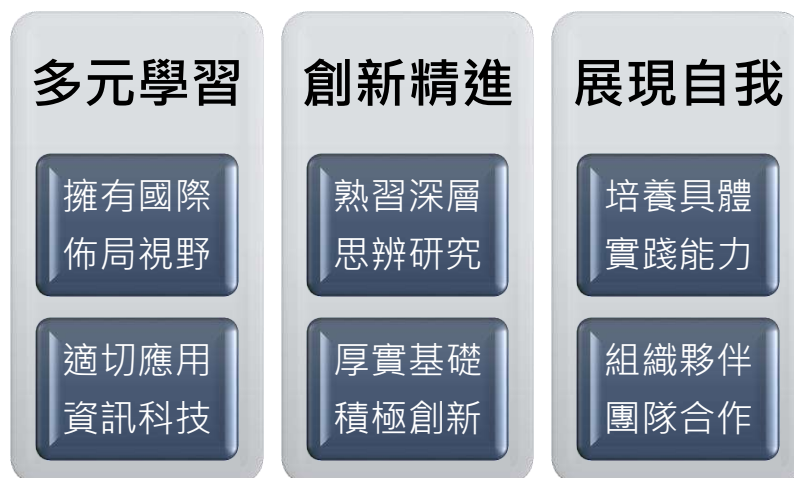 多元學習
擁有國際
佈局視野
適切應用
資訊科技
創新精進
熟習深層
思辨研究
厚實基礎
積極創新
展現自我
培養具體
實踐能力
組織夥伴
團隊合作